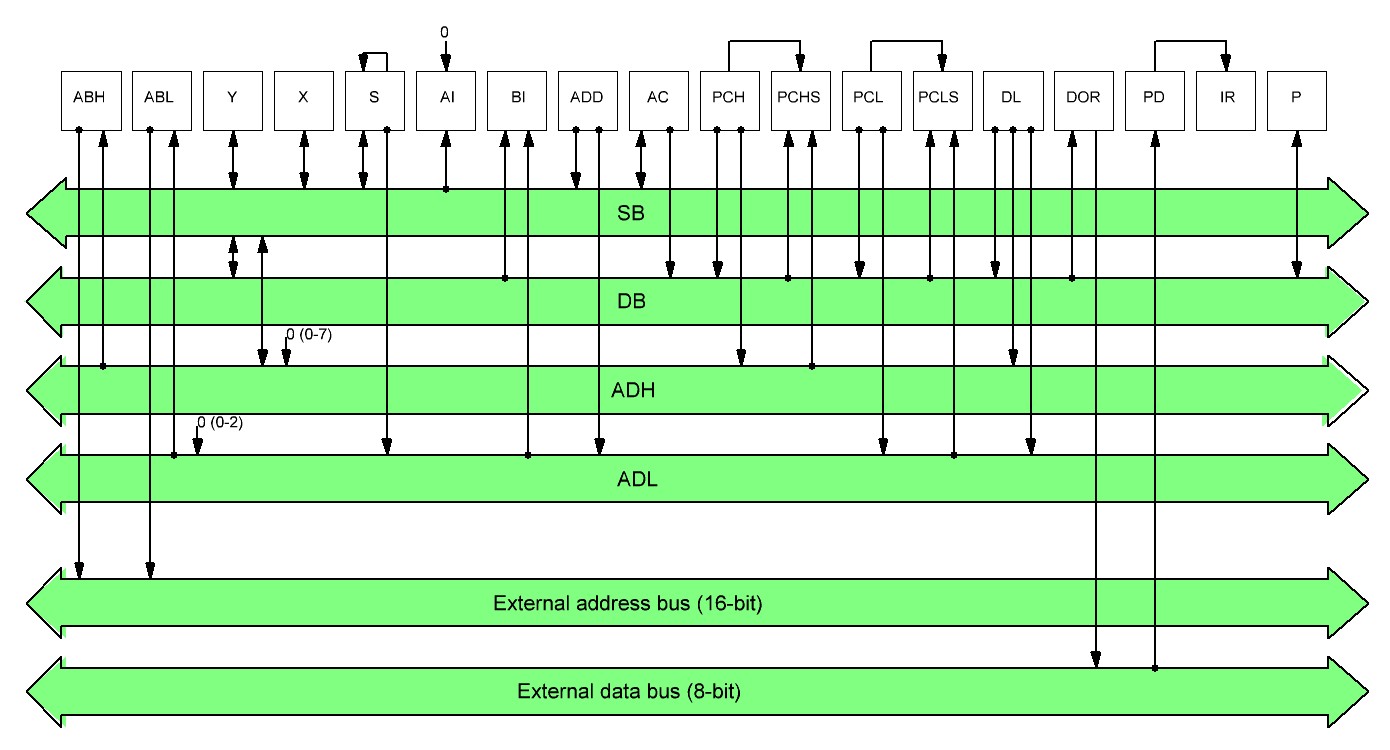 0
ABH ABL Y X S AI BI ADD AC PCH PCHS PCL PCLS DL DOR PD IR P
SB
DB
0 (0-7)
ADH
0 (0-2)
ADL
External address bus (16-bit)
External data bus (8-bit)